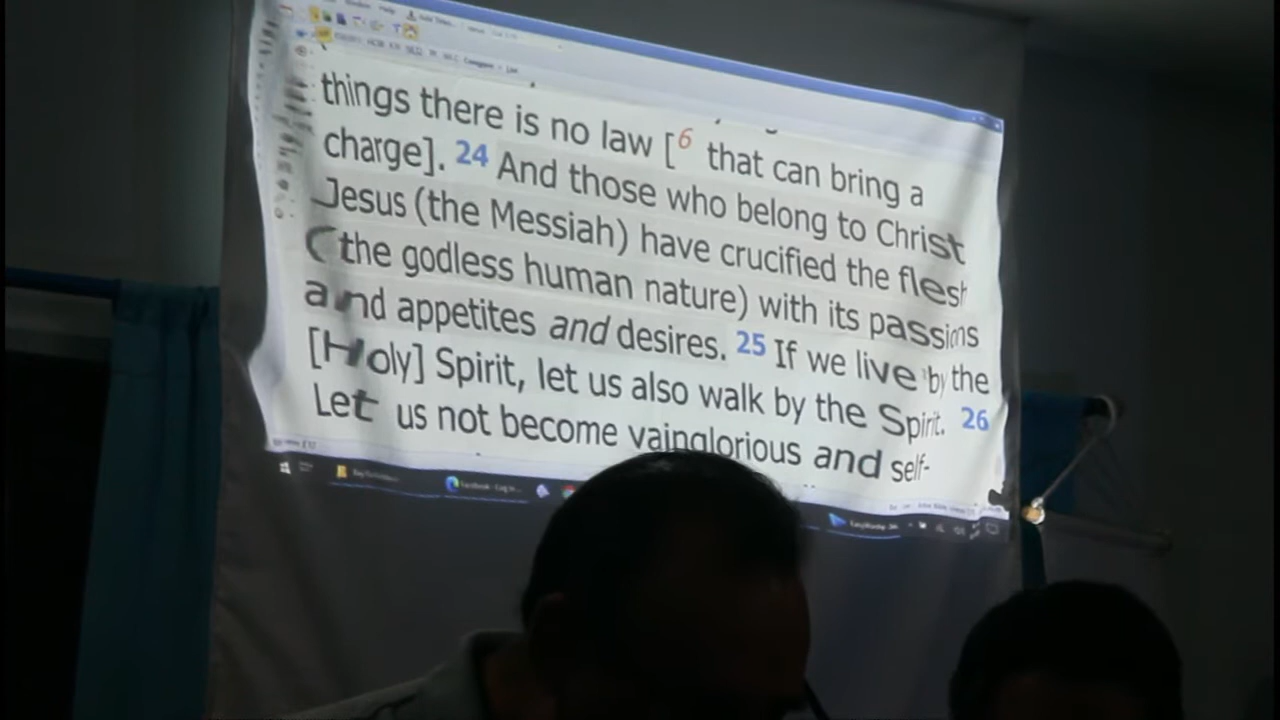 things there is no law [6 that can bring a
charge]. 24 And those who belong to Christ
Jesus (the Messiah) have crucified the flesh
(the godless human nature) with its passions
and appetites and desires. 25 If we live by the
[Holy] Spirit, let us also walk by the Spirit. 26
Let us not become vainglorious and self-